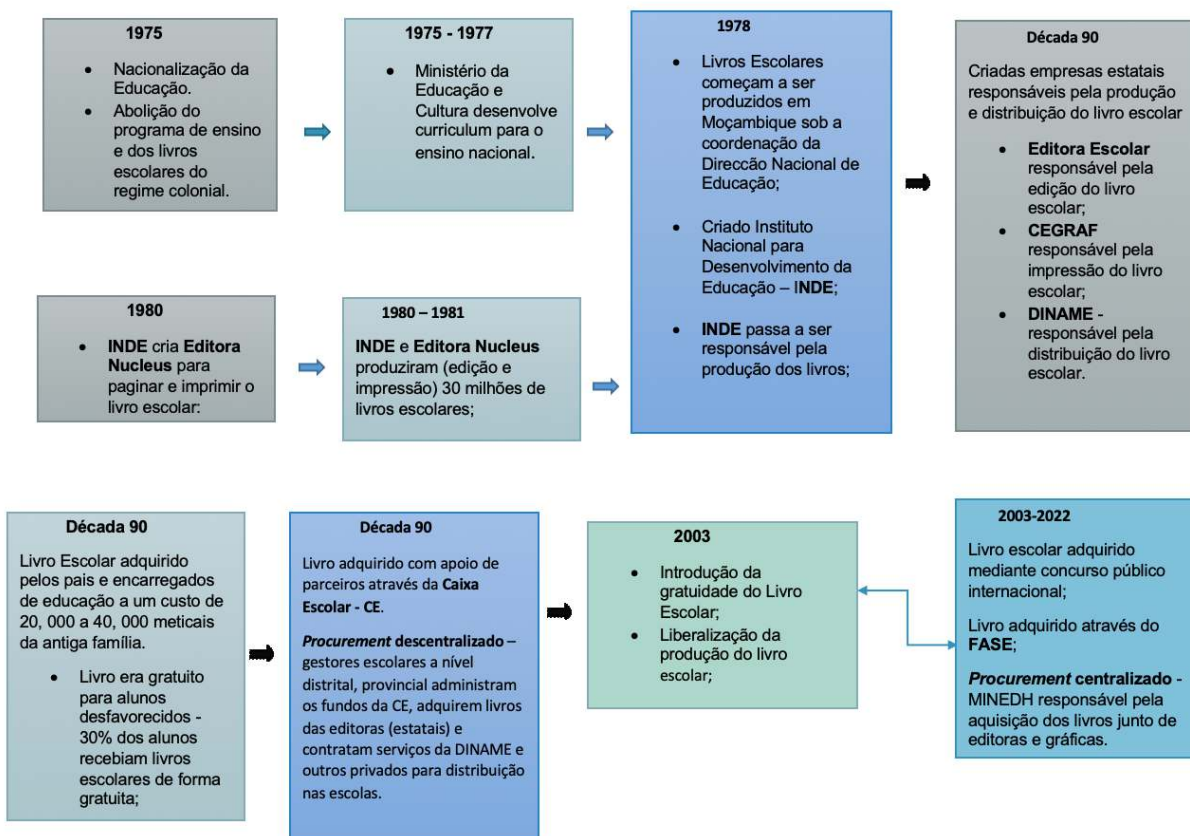 1975
• Nacionalização da
Educação.
• Abolição do
programa de ensino
e dos livros
escolares do
regime colonial.
1975 - 1977
• Ministério da
Educação e
Cultura desenvolve
curriculum para o
ensino nacional.
1978
• Livros Escolares
começam a ser
produzidos em
Moçambique sob a
coordenação da
Direcção Nacional de
Educação;
• Criado Instituto
Nacional para
Desenvolvimento da
Educação – INDE;
• INDE passa a ser
responsável pela
produção dos livros;
Década 90
Criadas empresas estatais
responsáveis pela produção
e distribuição do livro escolar
• Editora Escolar
responsável pela
edição do livro
escolar;
• CEGRAF
responsável pela
impressão do livro
escolar;
• DINAME -
responsável pela
distribuição do livro
escolar.
1980
• INDE cria Editora
Nucleus para
paginar e imprimir o
livro escolar:
1980 – 1981
INDE e Editora Nucleus
produziram (edição e
impressão) 30 milhões de
livros escolares;
Década 90
Livro Escolar adquirido
pelos pais e encarregados
de educação a um custo de
20, 000 a 40, 000 meticais
da antiga família.
• Livro era gratuito
para alunos
desfavorecidos -
30% dos alunos
recebiam livros
escolares de forma
gratuita;
Década 90
Livro adquirido com apoio de
parceiros através da Caixa
Escolar - CE.
Procurement descentralizado –
gestores escolares a nível
distrital, provincial administram
os fundos da CE, adquirem livros
das editoras (estatais) e
contratam serviços da DINAME e
outros privados para distribuição
nas escolas.
2003
• Introdução da
gratuidade do Livro
Escolar;
• Liberalização da
produção do livro
escolar;
2003-2022
Livro escolar adquirido
mediante concurso público
internacional;
Livro adquirido através do
FASE;
Procurement centralizado -
MINEDH responsável pela
aquisição dos livros junto de
editoras e gráficas.